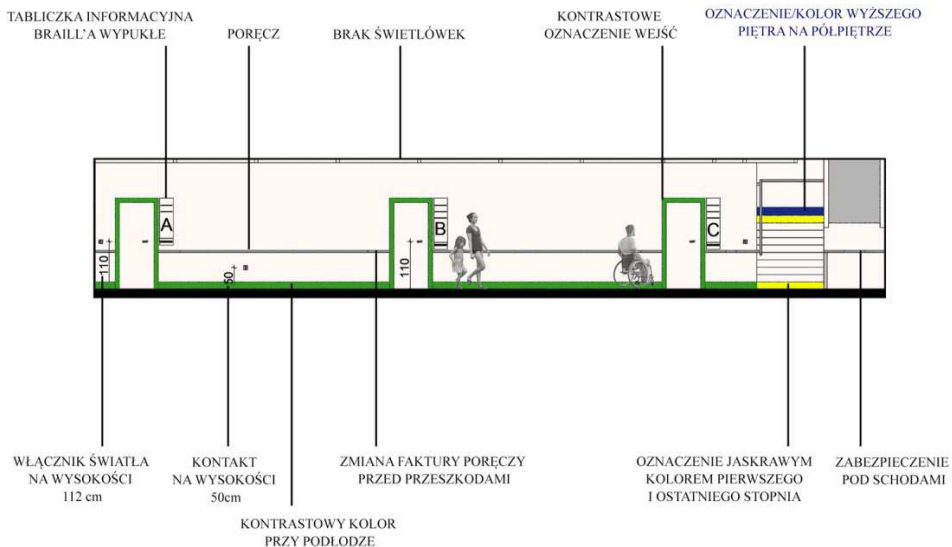 TABLICZKA INFORMACYJNA
BRAILL'A WYPUKŁE
PORĘCZ
BRAK ŚWIETLÓWEK
KONTRASTOWE
OZNACZENIE WEJŚĆ
OZNACZENIE/KOLOR WYŻSZEGO
PIĘTRA NA PÓŁPIĘTRZE
A
B
C
110
50
110
WŁĄCZNIK ŚWIATŁA
NA WYSOKOŚCI
112 cm
KONTAKT
NA WYSOKOŚCI
50cm
ZMIANA FAKTURY PORĘCZY
PRZED PRZESZKODAMI
OZNACZENIE JASKRAWYM
KOLOREM PIERWSZEGO
I OSTATNIEGO STOPNIA
ZABEZPIECZENIE
POD SCHODAMI
KONTRASTOWY KOLOR
PRZY PODŁODZE